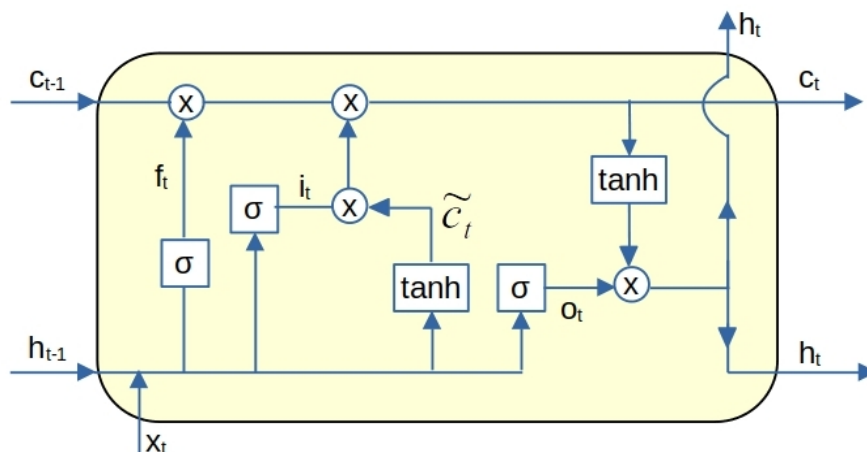 hₜ
cₜ₋₁ x x cₜ
fₜ σ iₜ x c̃ₜ tanh
σ tanh σ oₜ x
hₜ₋₁ hₜ
xₜ